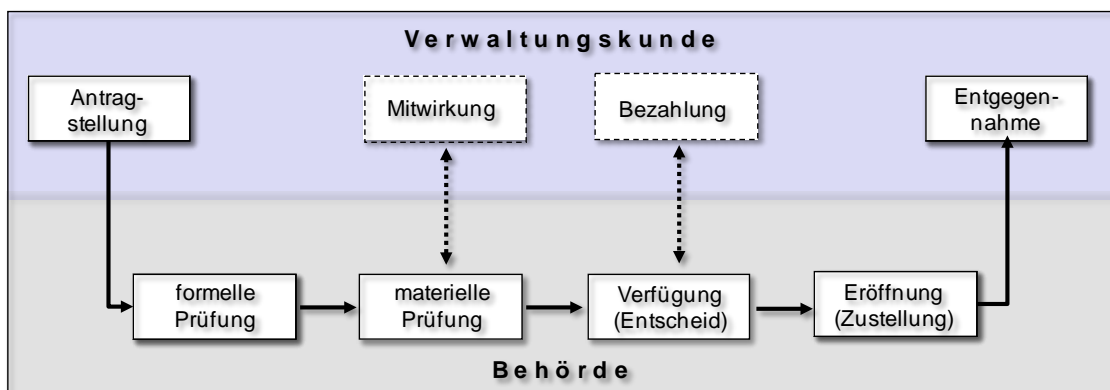 Verwaltungskunde
Antrag-
stellung
Mitwirkung
Bezahlung
Entgegen-
nahme
formelle
Prüfung
materielle
Prüfung
Verfügung
(Entscheid)
Eröffnung
(Zustellung)
Behörde